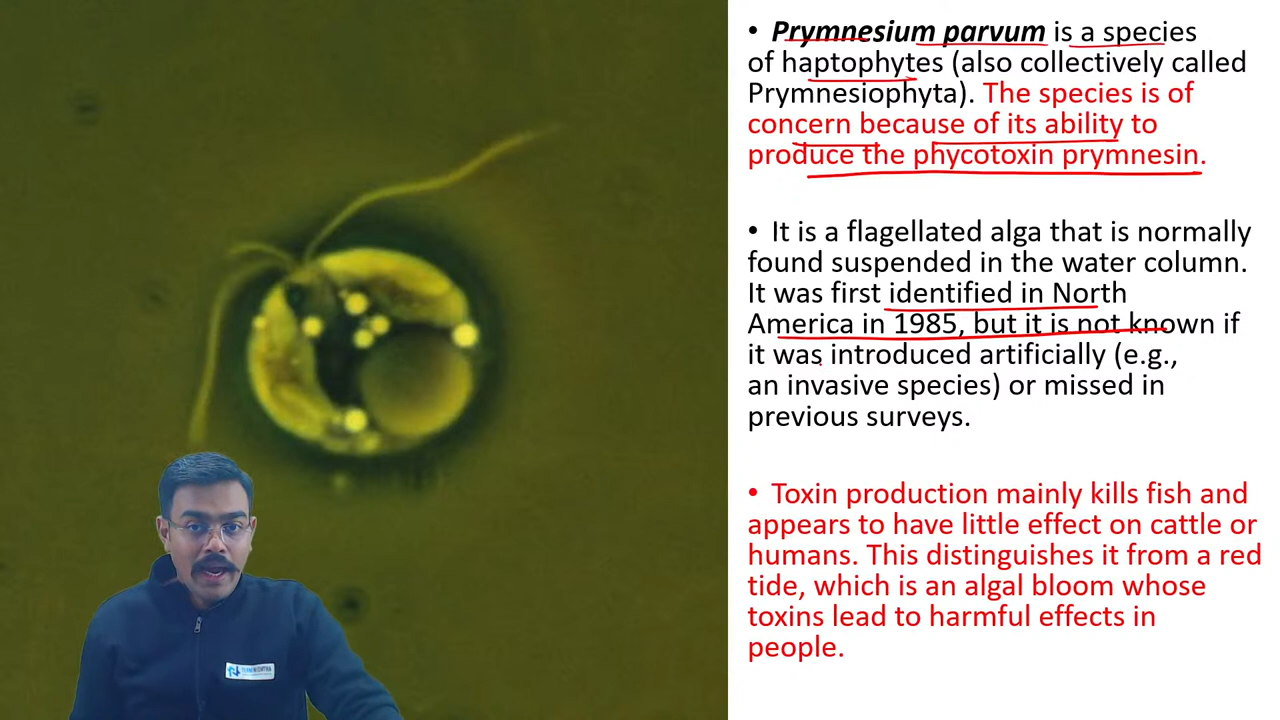 • Prymnesium parvum is a species
of haptophytes (also collectively called
Prymnesiophyta). The species is of
concern because of its ability to
produce the phycotoxin prymnesin.
• It is a flagellated alga that is normally
found suspended in the water column.
It was first identified in North
America in 1985, but it is not known if
it was introduced artificially (e.g.,
an invasive species) or missed in
previous surveys.
• Toxin production mainly kills fish and
appears to have little effect on cattle or
humans. This distinguishes it from a red
tide, which is an algal bloom whose
toxins lead to harmful effects in
people.